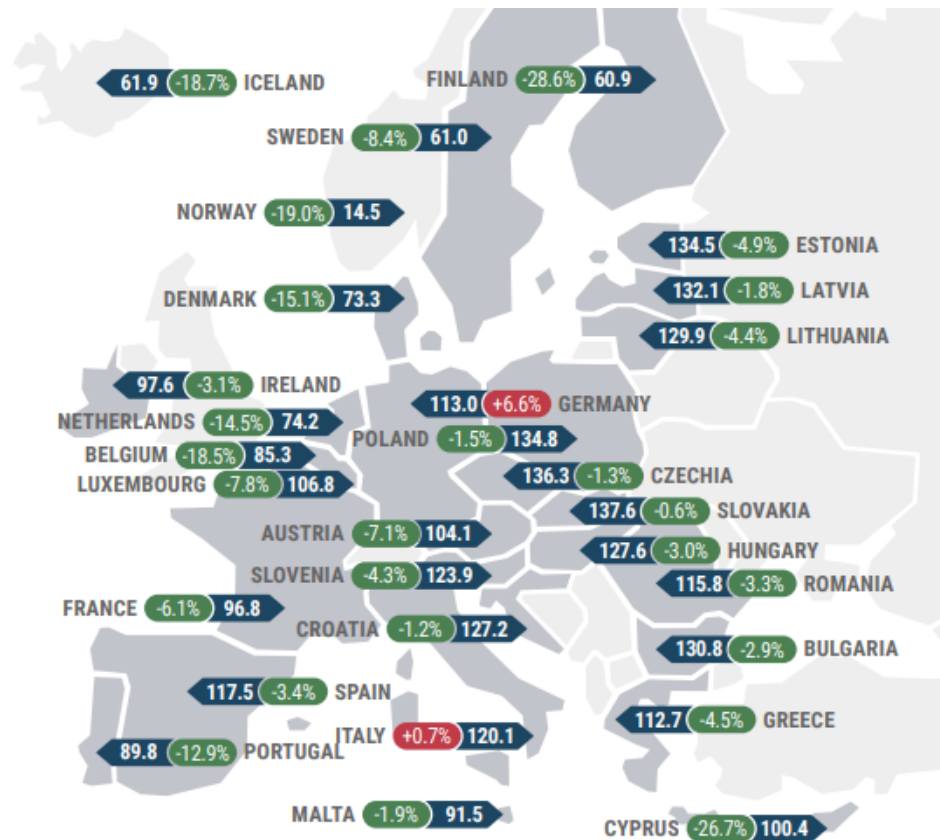 61.9 -18.7% ICELAND
FINLAND -28.6% 60.9
SWEDEN -8.4% 61.0
NORWAY -19.0% 14.5
134.5 -4.9% ESTONIA
DENMARK -15.1% 73.3
132.1 -1.8% LATVIA
129.9 -4.4% LITHUANIA
97.6 -3.1% IRELAND
113.0 +6.6% GERMANY
NETHERLANDS -14.5% 74.2
POLAND -1.5% 134.8
BELGIUM -18.5% 85.3
136.3 -1.3% CZECHIA
LUXEMBOURG -7.8% 106.8
137.6 -0.6% SLOVAKIA
AUSTRIA -7.1% 104.1
127.6 -3.0% HUNGARY
SLOVENIA -4.3% 123.9
115.8 -3.3% ROMANIA
FRANCE -6.1% 96.8
CROATIA -1.2% 127.2
130.8 -2.9% BULGARIA
117.5 -3.4% SPAIN
112.7 -4.5% GREECE
ITALY +0.7% 120.1
89.8 -12.9% PORTUGAL
MALTA -1.9% 91.5
CYPRUS -26.7% 100.4